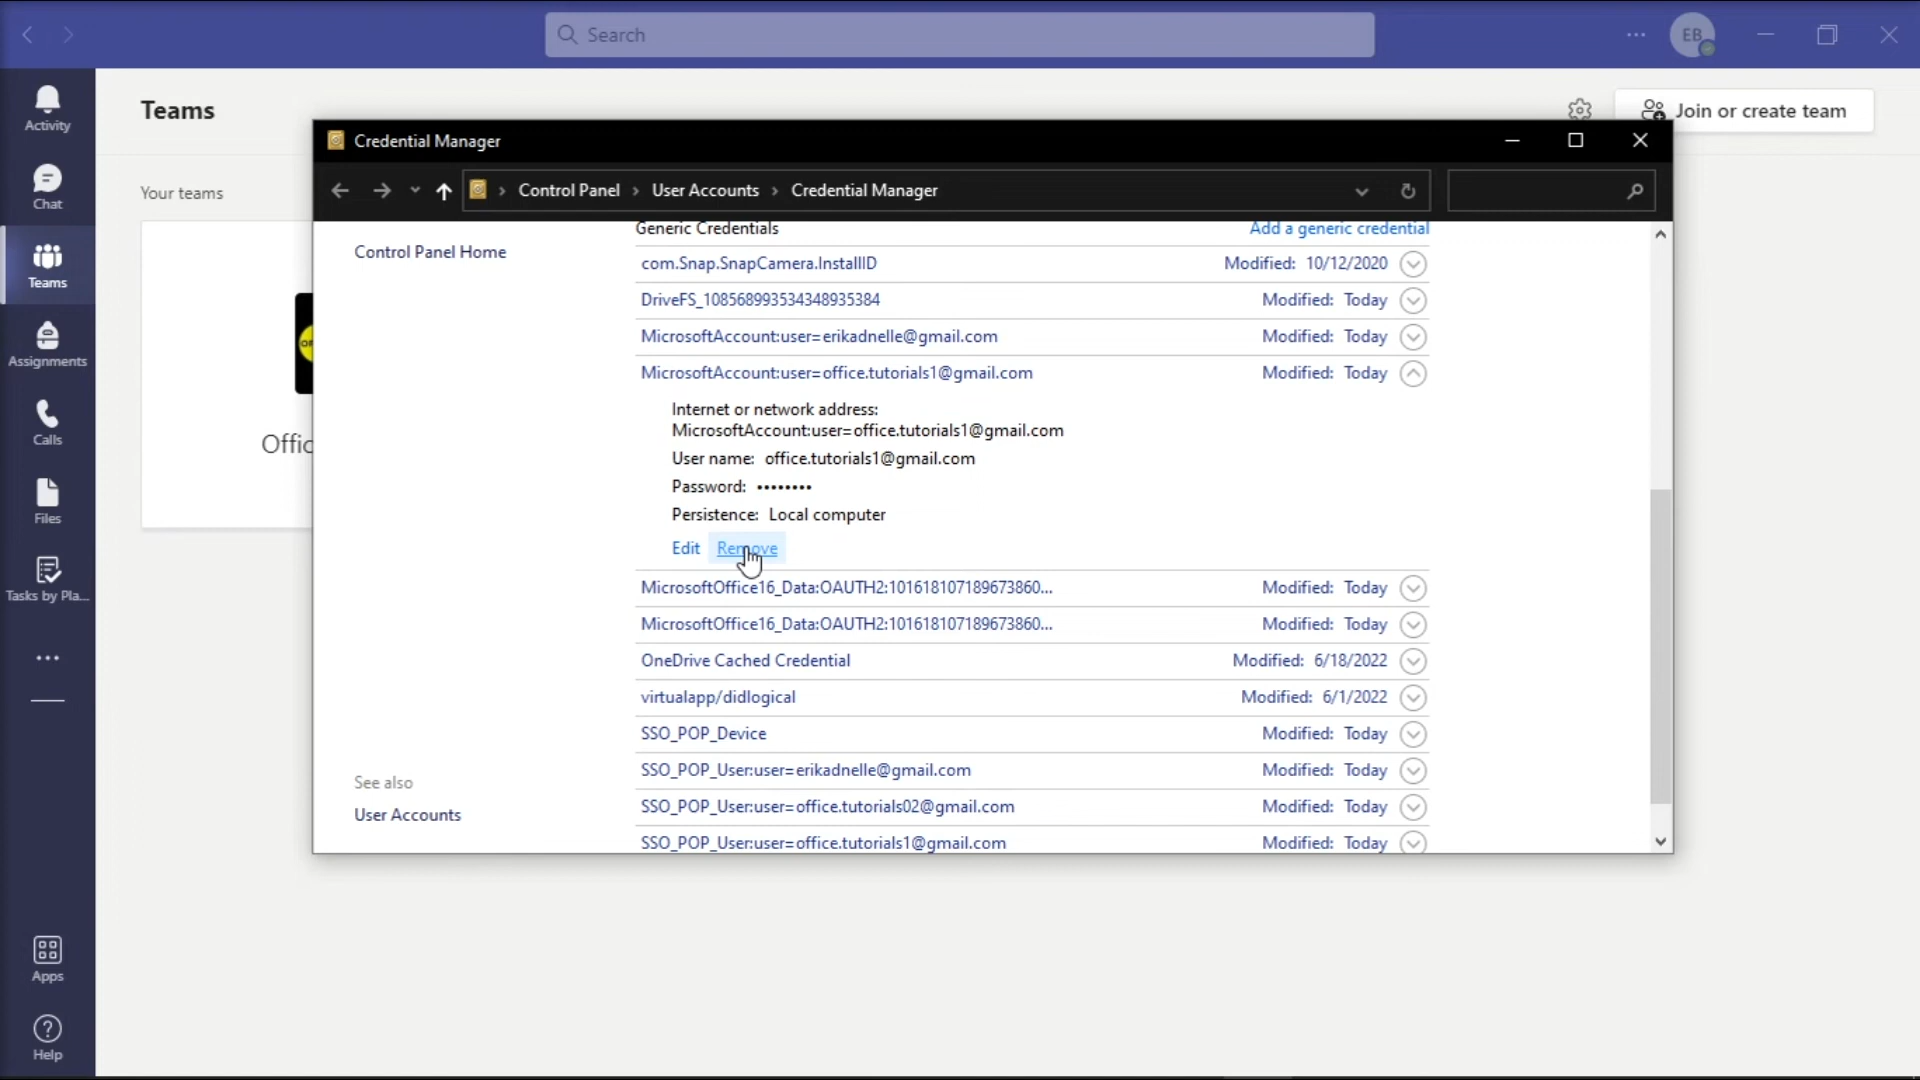 Search
EB
Activity
Chat
Teams
Assignments
Calls
Files
Tasks by Pla...
Apps
Help
Teams
Join or create team
Your teams
Offic
Credential Manager
Control Panel › User Accounts › Credential Manager
Control Panel Home
See also
User Accounts
Generic Credentials Add a generic credential
com.Snap.SnapCamera.InstallID Modified: 10/12/2020
DriveFS_108568993534348935384 Modified: Today
MicrosoftAccount:user=erikadnelle@gmail.com Modified: Today
MicrosoftAccount:user=office.tutorials1@gmail.com Modified: Today
Internet or network address:
MicrosoftAccount:user=office.tutorials1@gmail.com
User name: office.tutorials1@gmail.com
Password: ••••••••
Persistence: Local computer
Edit Remove
MicrosoftOffice16_Data:OAUTH2:101618107189673860... Modified: Today
MicrosoftOffice16_Data:OAUTH2:101618107189673860... Modified: Today
OneDrive Cached Credential Modified: 6/18/2022
virtualapp/didlogical Modified: 6/1/2022
SSO_POP_Device Modified: Today
SSO_POP_User:user=erikadnelle@gmail.com Modified: Today
SSO_POP_User:user=office.tutorials02@gmail.com Modified: Today
SSO_POP_User:user=office.tutorials1@gmail.com Modified: Today